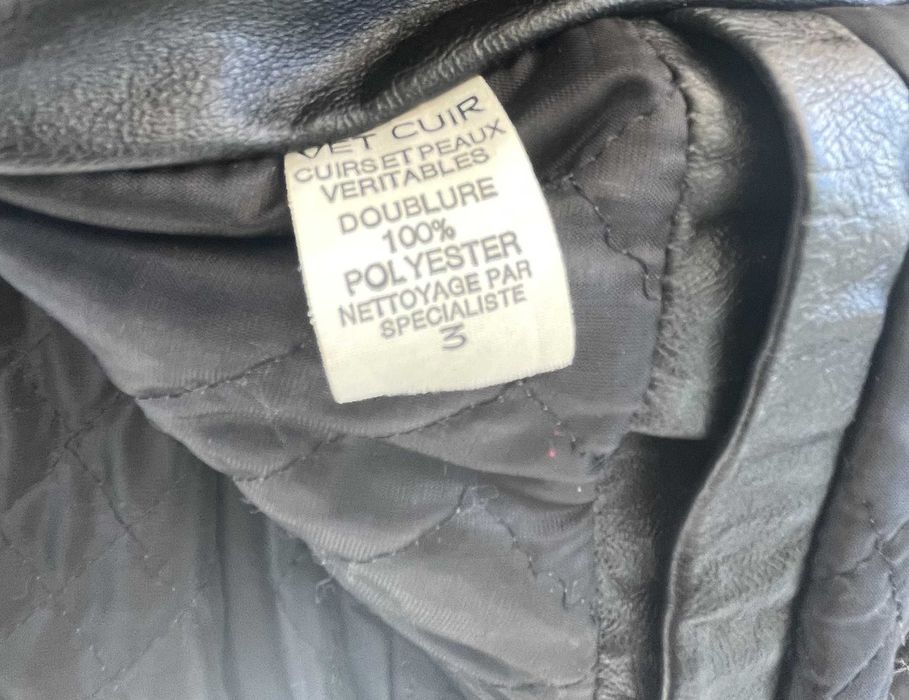 VET CUIR
CUIRS ET PEAUX
VERITABLES
DOUBLURE
100%
POLYESTER
NETTOYAGE PAR
SPECIALISTE
3